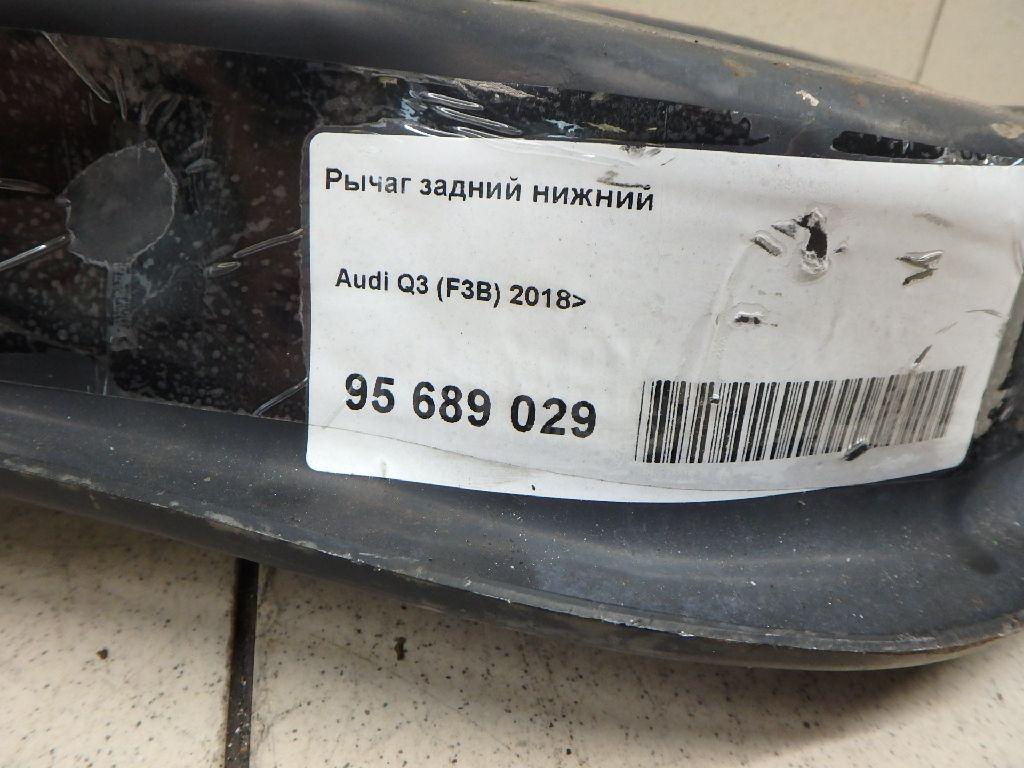 Рычаг задний нижний
Audi Q3 (F3B) 2018>
95 689 029